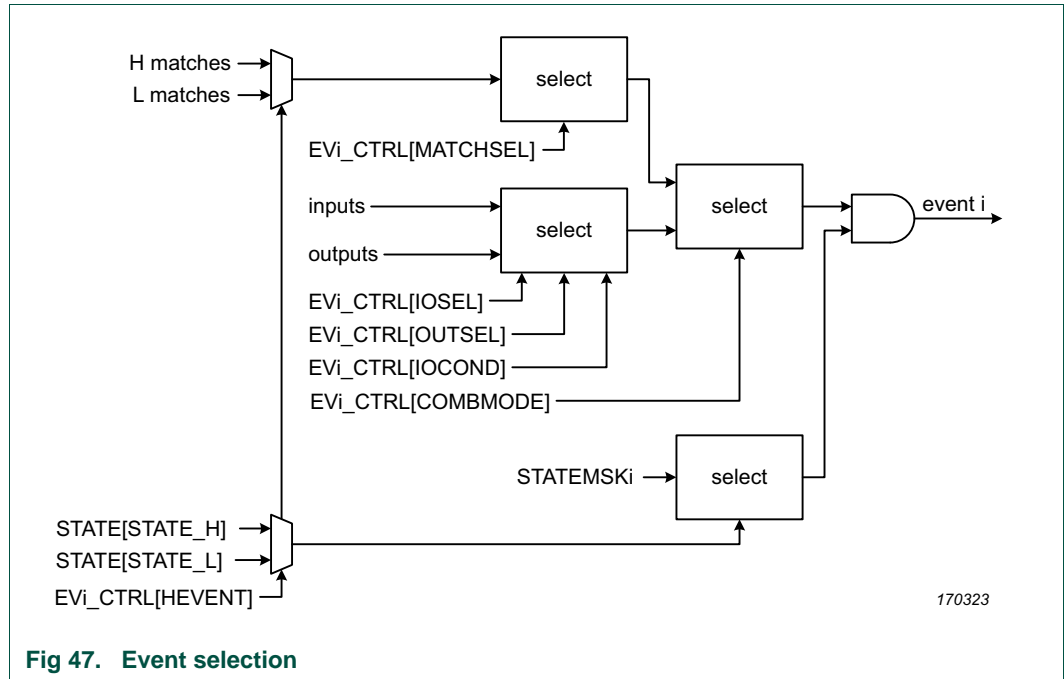 H matches
L matches
select
EVi_CTRL[MATCHSEL]
inputs
outputs
select
select
event i
EVi_CTRL[IOSEL]
EVi_CTRL[OUTSEL]
EVi_CTRL[IOCOND]
EVi_CTRL[COMBMODE]
STATEMSKi
select
STATE[STATE_H]
STATE[STATE_L]
EVi_CTRL[HEVENT]
170323
Fig 47. Event selection